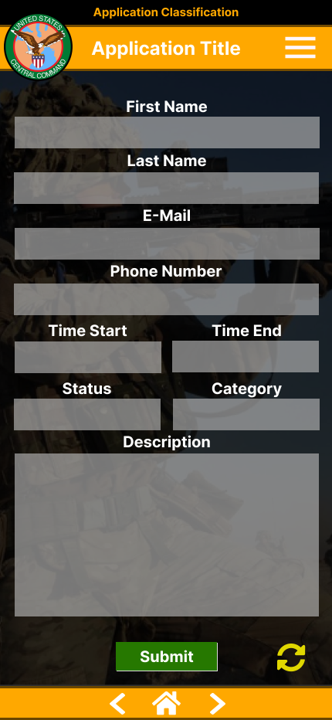 Application Classification
UNITED STATES
CENTRAL COMMAND
Application Title
First Name
Last Name
E-Mail
Phone Number
Time Start Time End
Status Category
Description
Submit